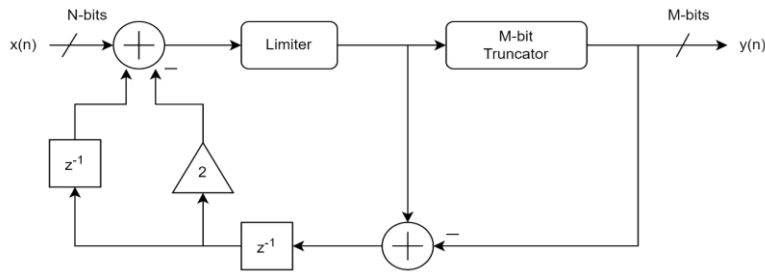 N-bits
M-bits
x(n)
Limiter
M-bit
Truncator
y(n)
z-1
2
z-1